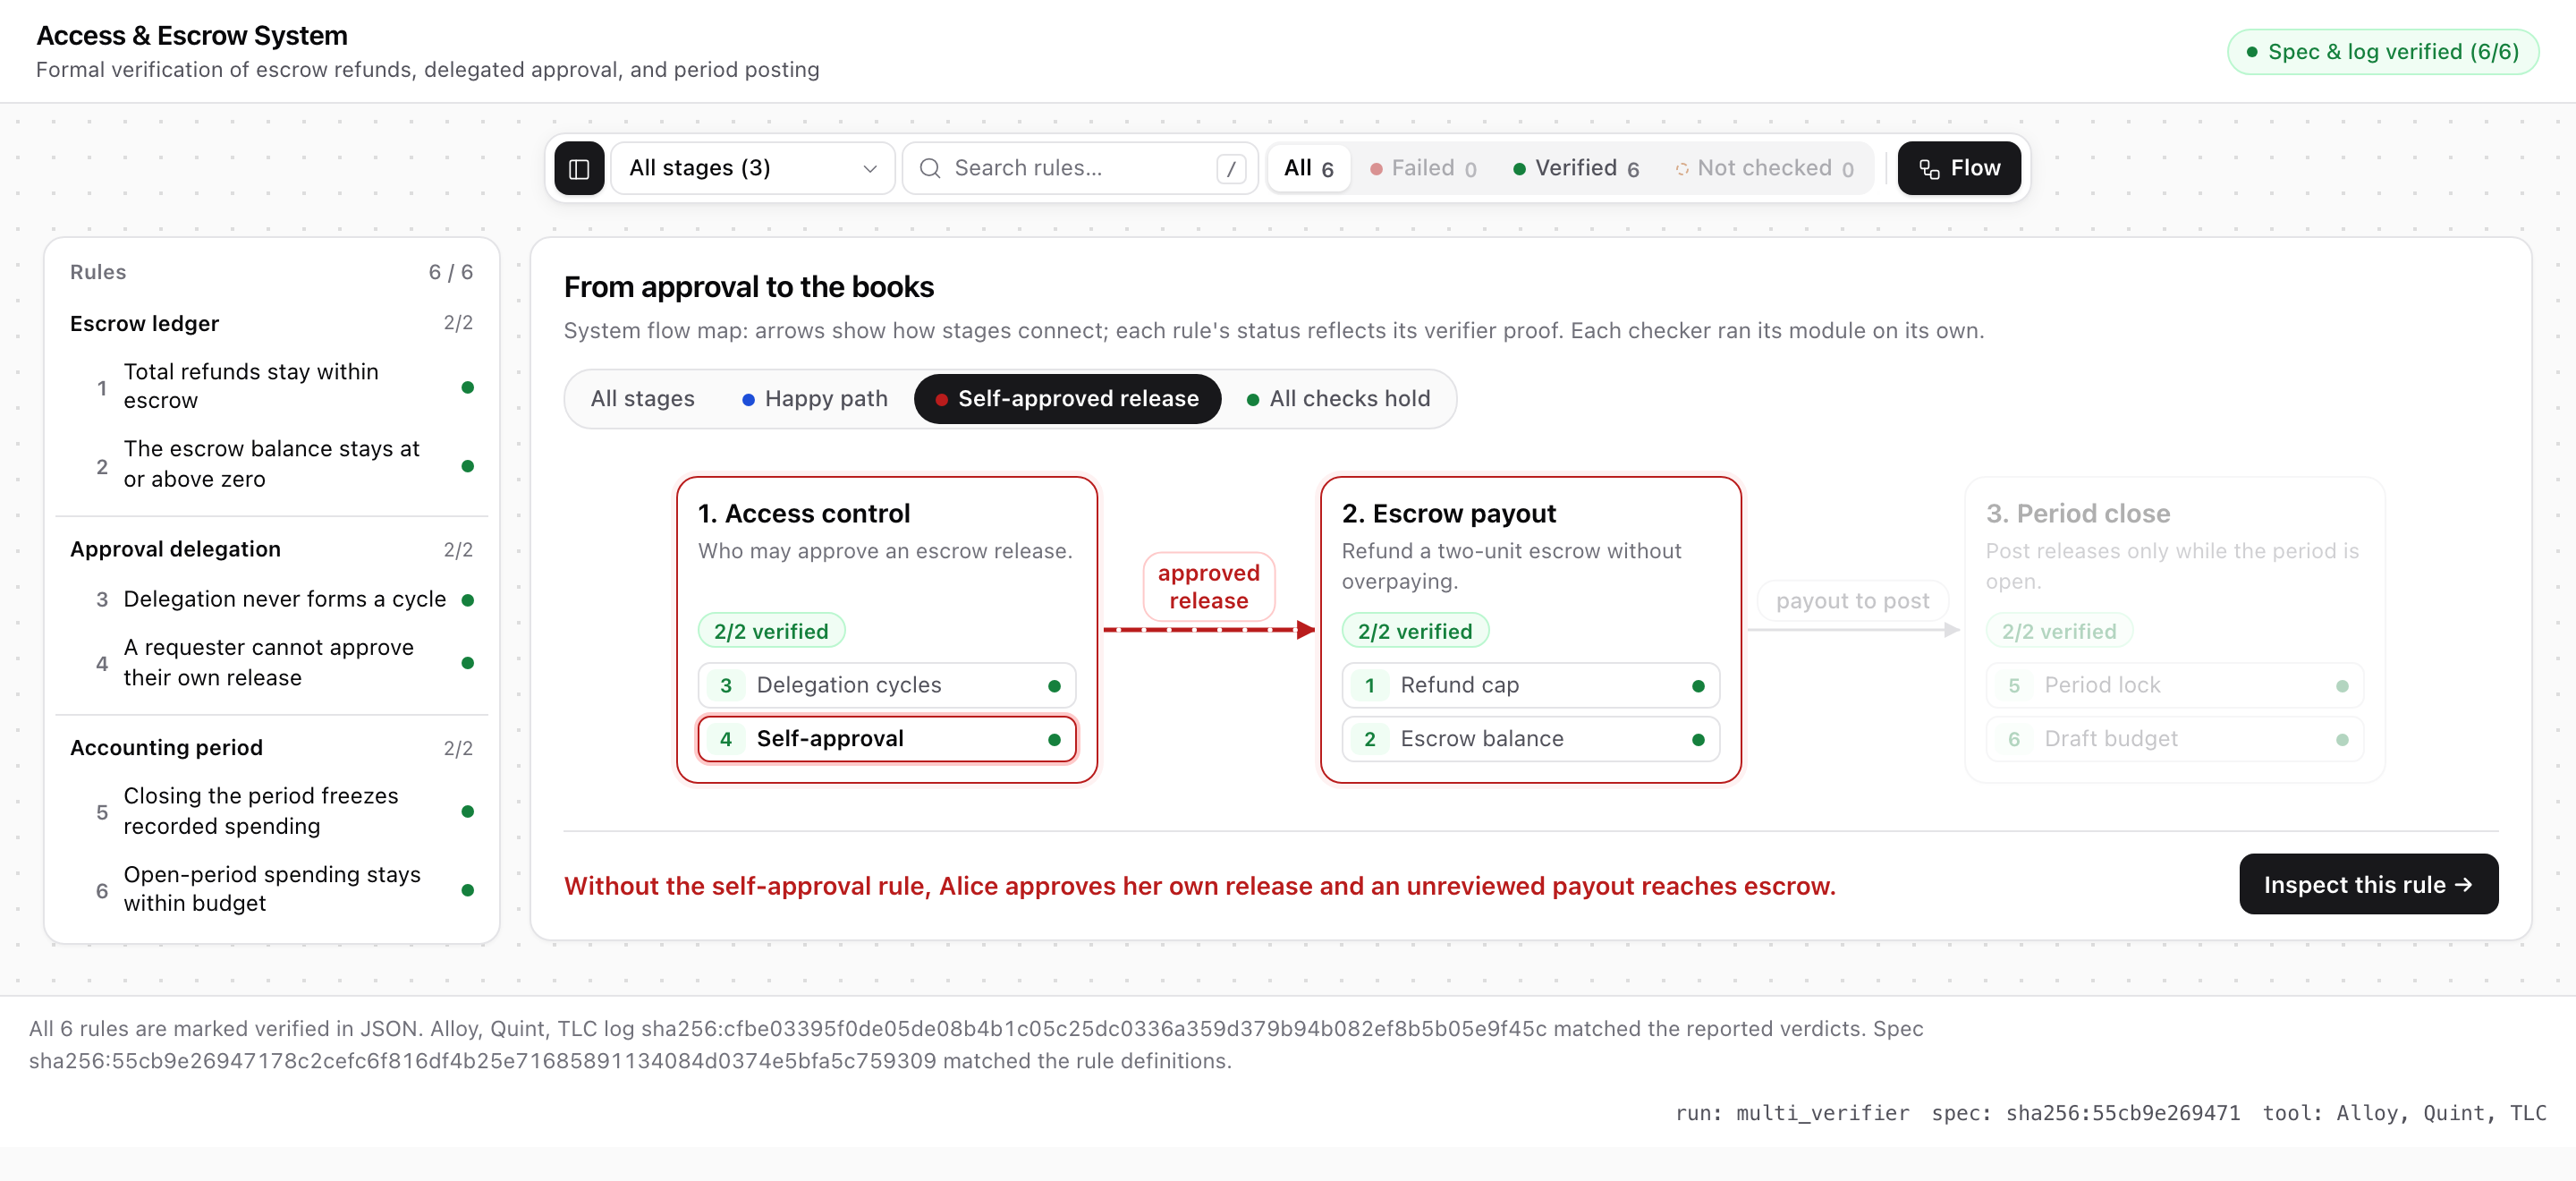 Access & Escrow System
Formal verification of escrow refunds, delegated approval, and period posting
Spec & log verified (6/6)
All stages (3)
Search rules...
/
All 6
Failed 0
Verified 6
Not checked 0
Flow
Rules
6 / 6
Escrow ledger
2/2
1
Total refunds stay within
escrow
2
The escrow balance stays at
or above zero
Approval delegation
2/2
3
Delegation never forms a cycle
4
A requester cannot approve
their own release
Accounting period
2/2
5
Closing the period freezes
recorded spending
6
Open-period spending stays
within budget
From approval to the books
System flow map: arrows show how stages connect; each rule's status reflects its verifier proof. Each checker ran its module on its own.
All stages
Happy path
Self-approved release
All checks hold
1. Access control
Who may approve an escrow release.
2/2 verified
3 Delegation cycles
4 Self-approval
approved
release
2. Escrow payout
Refund a two-unit escrow without
overpaying.
2/2 verified
1 Refund cap
2 Escrow balance
payout to post
3. Period close
Post releases only while the period is
open.
2/2 verified
5 Period lock
6 Draft budget
Without the self-approval rule, Alice approves her own release and an unreviewed payout reaches escrow.
Inspect this rule →
All 6 rules are marked verified in JSON. Alloy, Quint, TLC log sha256:cfbe03395f0de05de08b4b1c05c25dc0336a359d379b94b082ef8b5b05e9f45c matched the reported verdicts. Spec
sha256:55cb9e26947178c2cefc6f816df4b25e71685891134084d0374e5bfa5c759309 matched the rule definitions.
run: multi_verifier spec: sha256:55cb9e269471 tool: Alloy, Quint, TLC